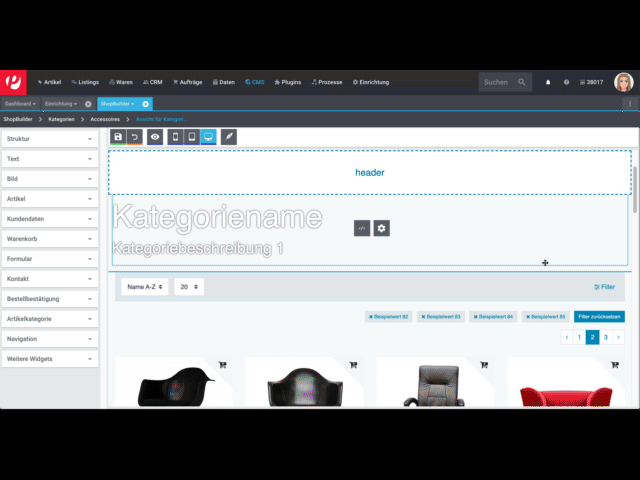 Artikel Listings Waren CRM Aufträge Daten CMS Plugins Prozesse Einrichtung Suchen 38017
Dashboard Einrichtung ShopBuilder
ShopBuilder > Kategorien > Accessoires > Ansicht für Kategori...
Struktur
Text
Bild
Artikel
Kundendaten
Warenkorb
Formular
Kontakt
Bestellbestätigung
Artikelkategorie
Navigation
Weitere Widgets
header
Kategoriename
Kategoriebeschreibung 1
Name A-Z 20 Filter
Beispielwert 82 Beispielwert 83 Beispielwert 84 Beispielwert 85 Filter zurücksetzen
‹ 1 2 3 ›